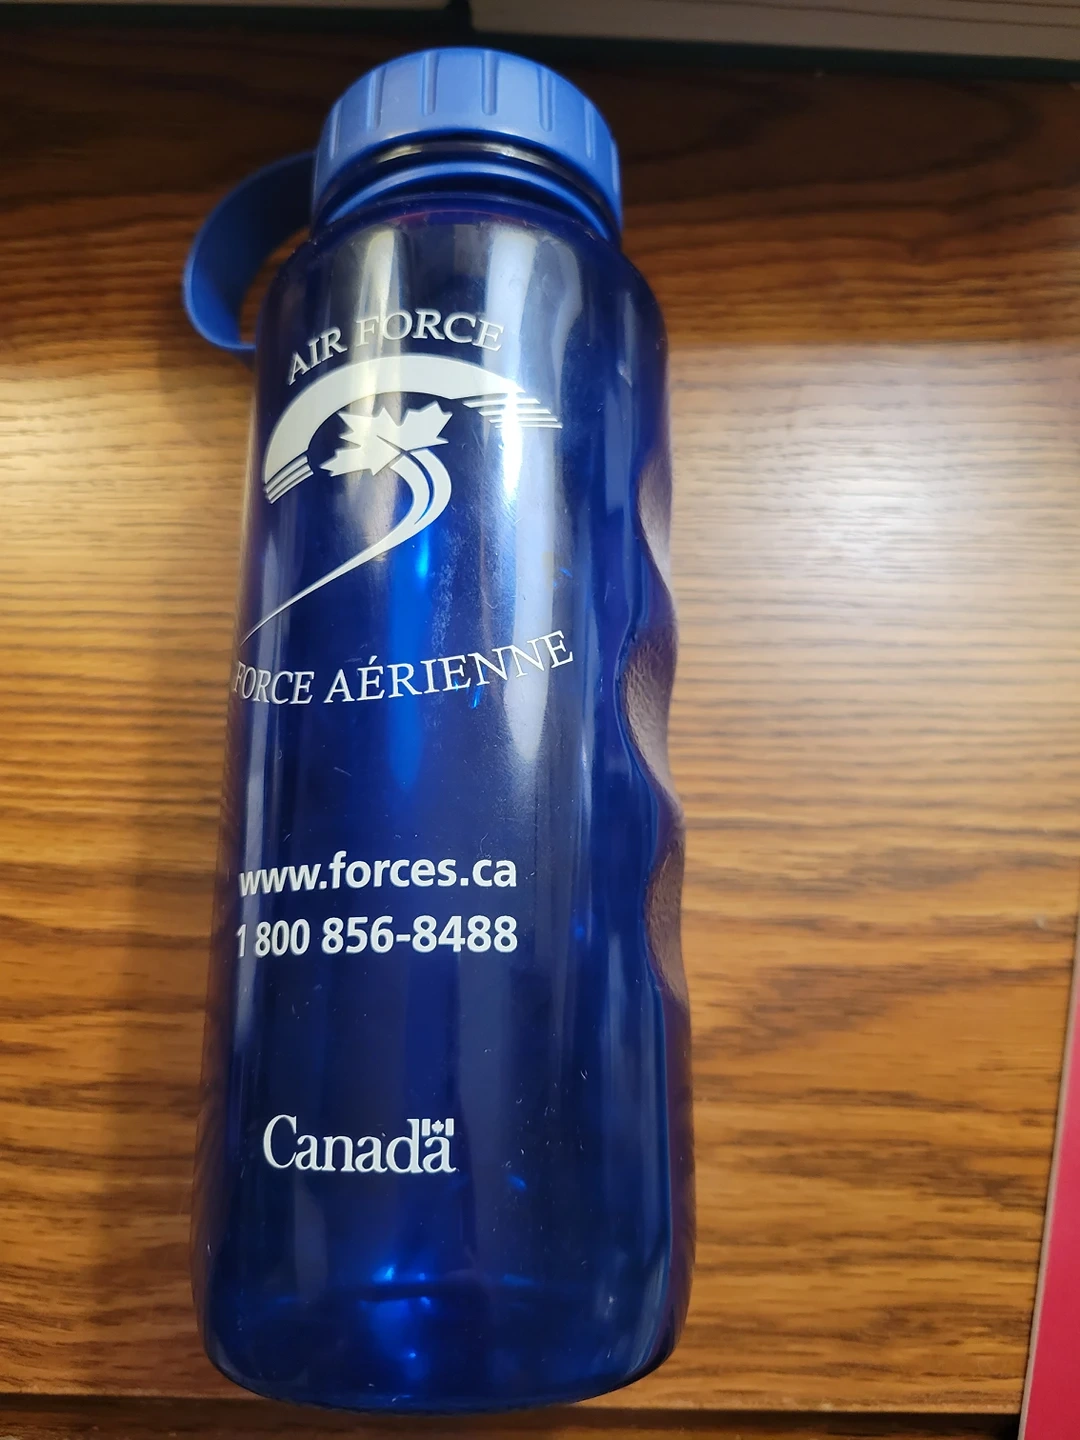 AIR FORCE
FORCE AÉRIENNE
www.forces.ca
1 800 856-8488
Canada